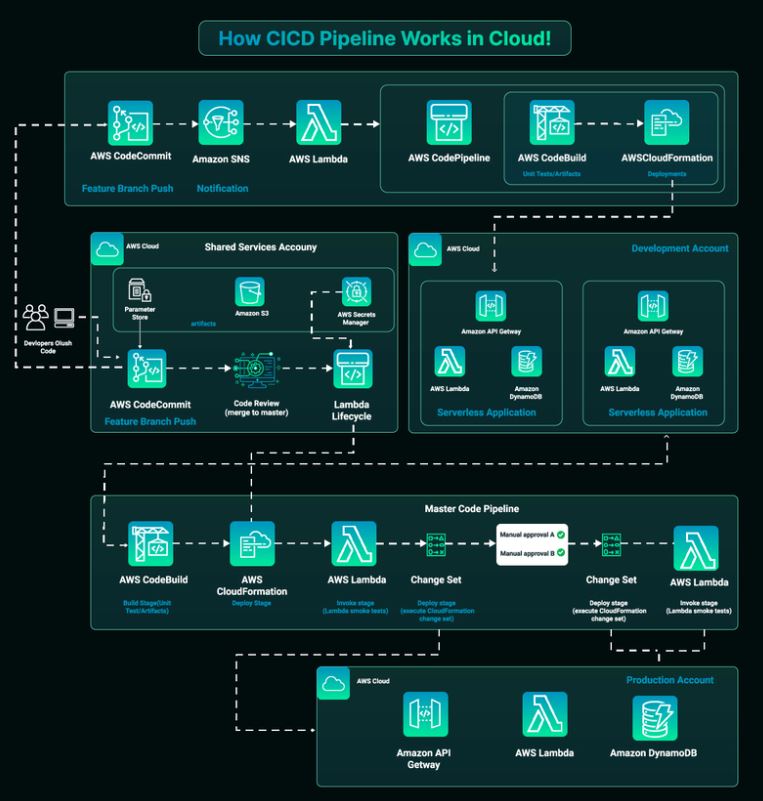 How CICD Pipeline Works in Cloud!
AWS CodeCommit
Feature Branch Push
Amazon SNS
Notification
AWS Lambda
AWS CodePipeline
AWS CodeBuild
Unit Tests/Artifacts
AWSCloudFormation
Deployments
AWS Cloud
Shared Services Accouny
Parameter
Store
Amazon S3
artifacts
AWS Secrets
Manager
Devlopers Olush
Code
AWS CodeCommit
Feature Branch Push
Code Review
(merge to master)
Lambda
Lifecycle
AWS Cloud
Development Account
Amazon API Getway
AWS Lambda
Amazon
DynamoDB
Serverless Application
Amazon API Getway
AWS Lambda
Amazon
DynamoDB
Serverless Application
Master Code Pipeline
AWS CodeBuild
Build Stage(Unit
Test/Artifacts)
AWS
CloudFormation
Deploy Stage
AWS Lambda
Invoke stage
(Lambda smoke tests)
Change Set
Deploy stage
(execute CloudFormation
change set)
Manual approval A
Manual approval B
Change Set
Deploy stage
(execute CloudFormation
change set)
AWS Lambda
Invoke stage
(Lambda smoke tests)
AWS Cloud
Production Account
Amazon API
Getway
AWS Lambda
Amazon DynamoDB